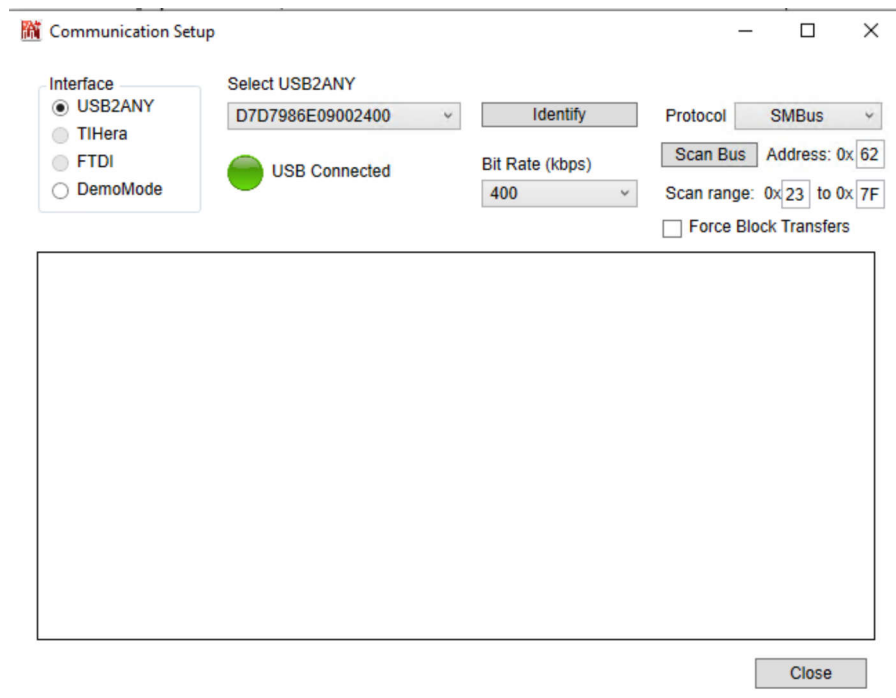 Communication Setup
Interface
USB2ANY
TIHera
FTDI
DemoMode
Select USB2ANY
D7D7986E09002400
USB Connected
Identify
Bit Rate (kbps)
400
Protocol SMBus
Scan Bus Address: 0x 62
Scan range: 0x 23 to 0x 7F
Force Block Transfers
Close